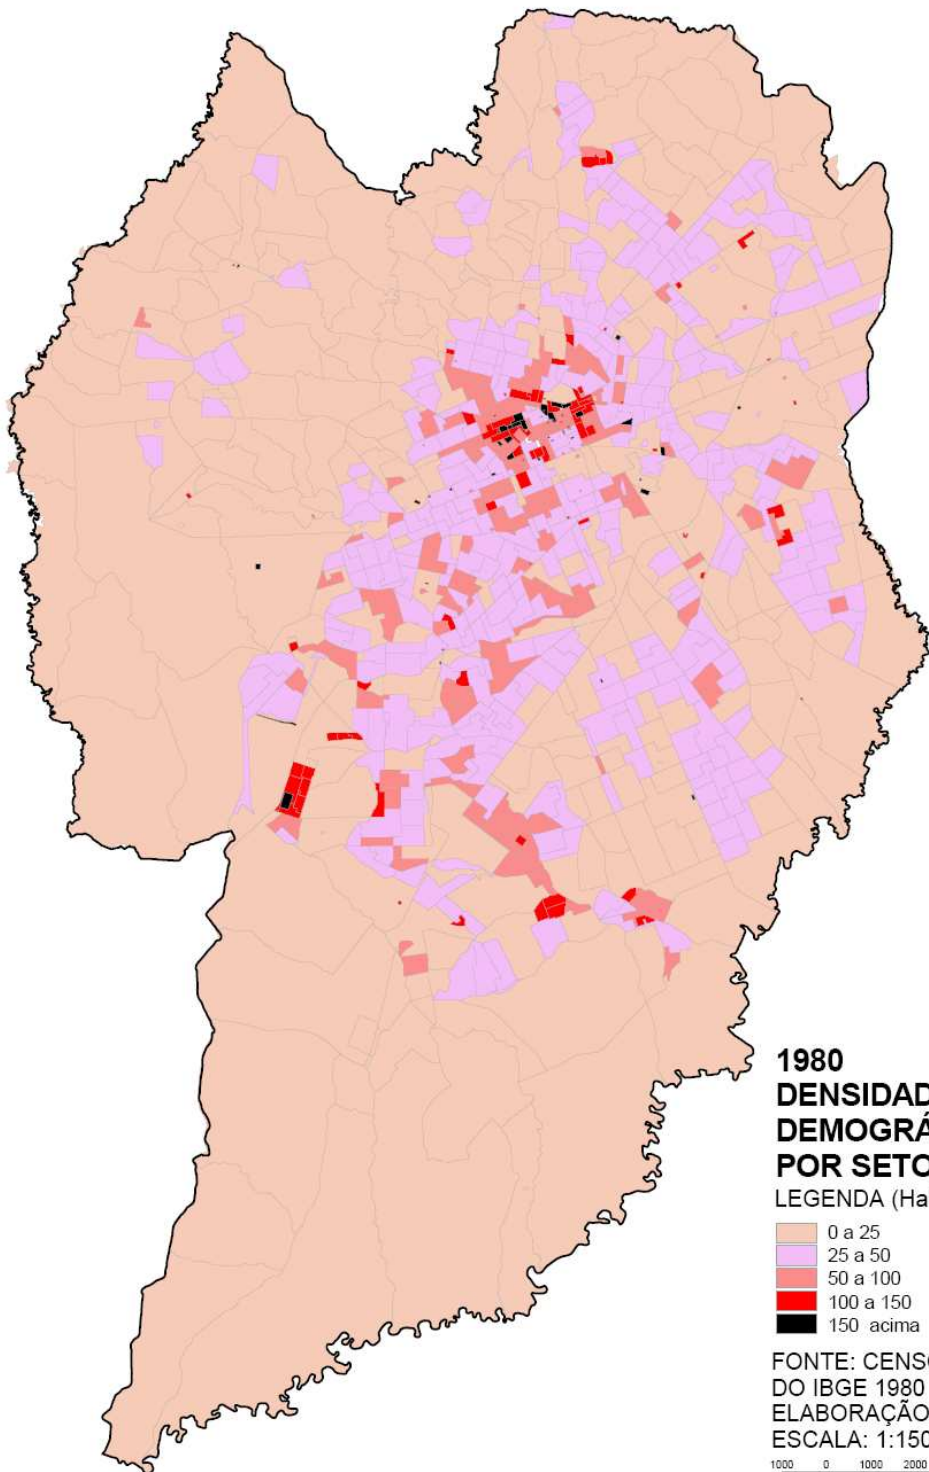 1980
DENSIDAD
DEMOGRÁ
POR SETO
LEGENDA (Ha
0 a 25
25 a 50
50 a 100
100 a 150
150 acima
FONTE: CENSO
DO IBGE 1980
ELABORAÇÃO
ESCALA: 1:150
1000 0 1000 2000